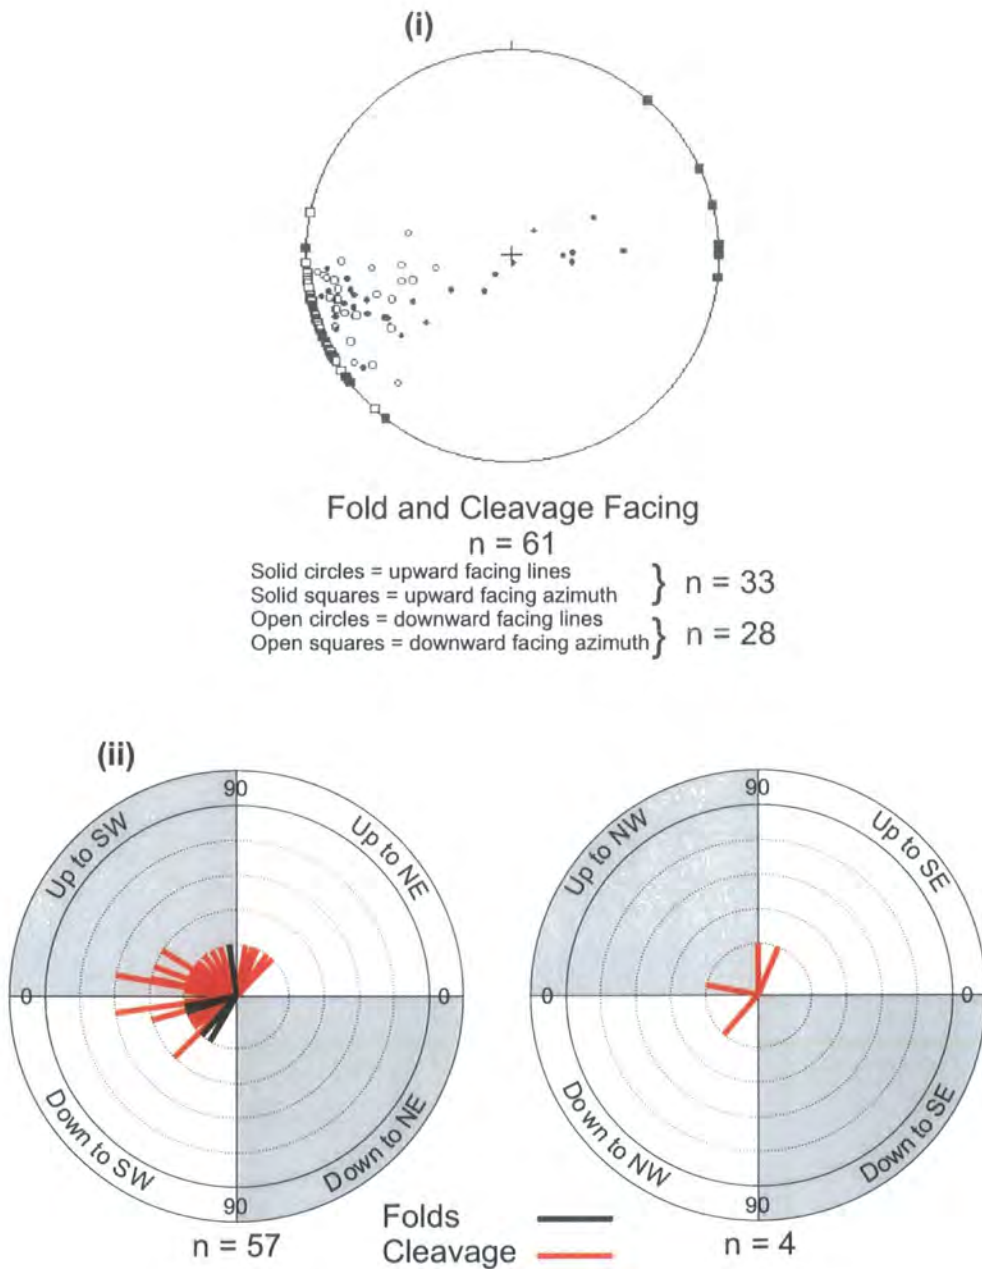 (i)
Fold and Cleavage Facing
n = 61
Solid circles = upward facing lines
Solid squares = upward facing azimuth
} n = 33
Open circles = downward facing lines
Open squares = downward facing azimuth
} n = 28
(ii)
90
Up to SW
Up to NE
0
0
Down to SW
Down to NE
90
n = 57
90
Up to NW
Up to SE
0
0
Down to NW
Down to SE
90
n = 4
Folds
Cleavage